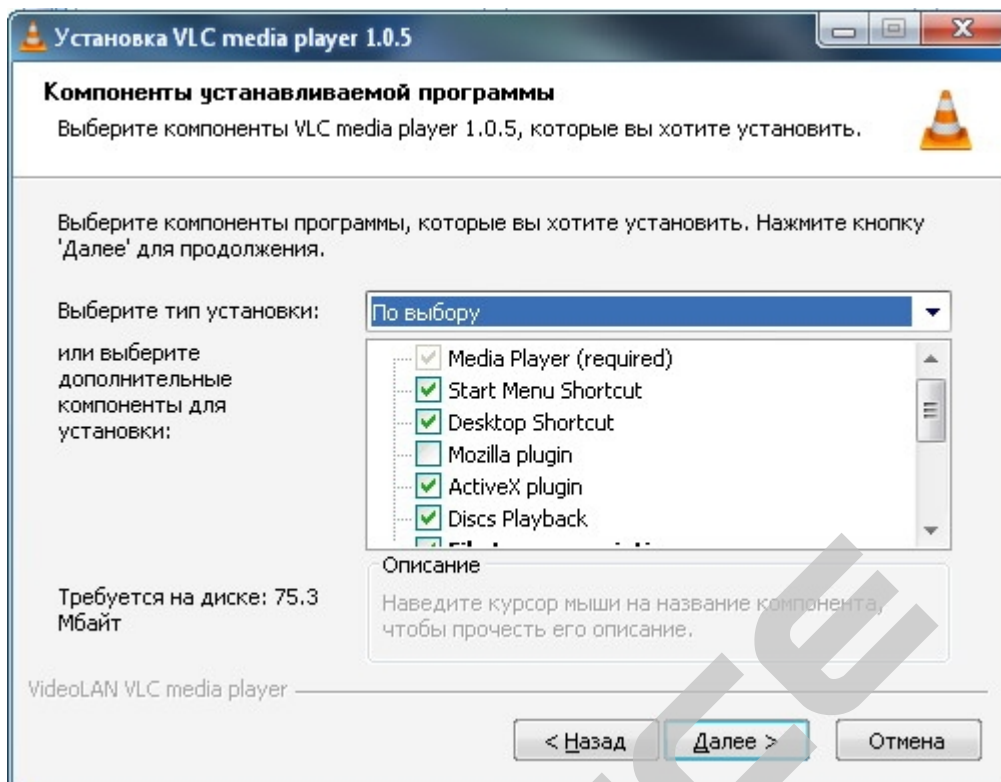 Установка VLC media player 1.0.5
Компоненты устанавливаемой программы
Выберите компоненты VLC media player 1.0.5, которые вы хотите установить.
Выберите компоненты программы, которые вы хотите установить. Нажмите кнопку
'Далее' для продолжения.
Выберите тип установки:
По выбору
или выберите
дополнительные
компоненты для
установки:
Media Player (required)
Start Menu Shortcut
Desktop Shortcut
Mozilla plugin
ActiveX plugin
Discs Playback
Требуется на диске: 75.3
Мбайт
Описание
Наведите курсор мыши на название компонента,
чтобы прочесть его описание.
VideoLAN VLC media player
< Назад
Далее >
Отмена